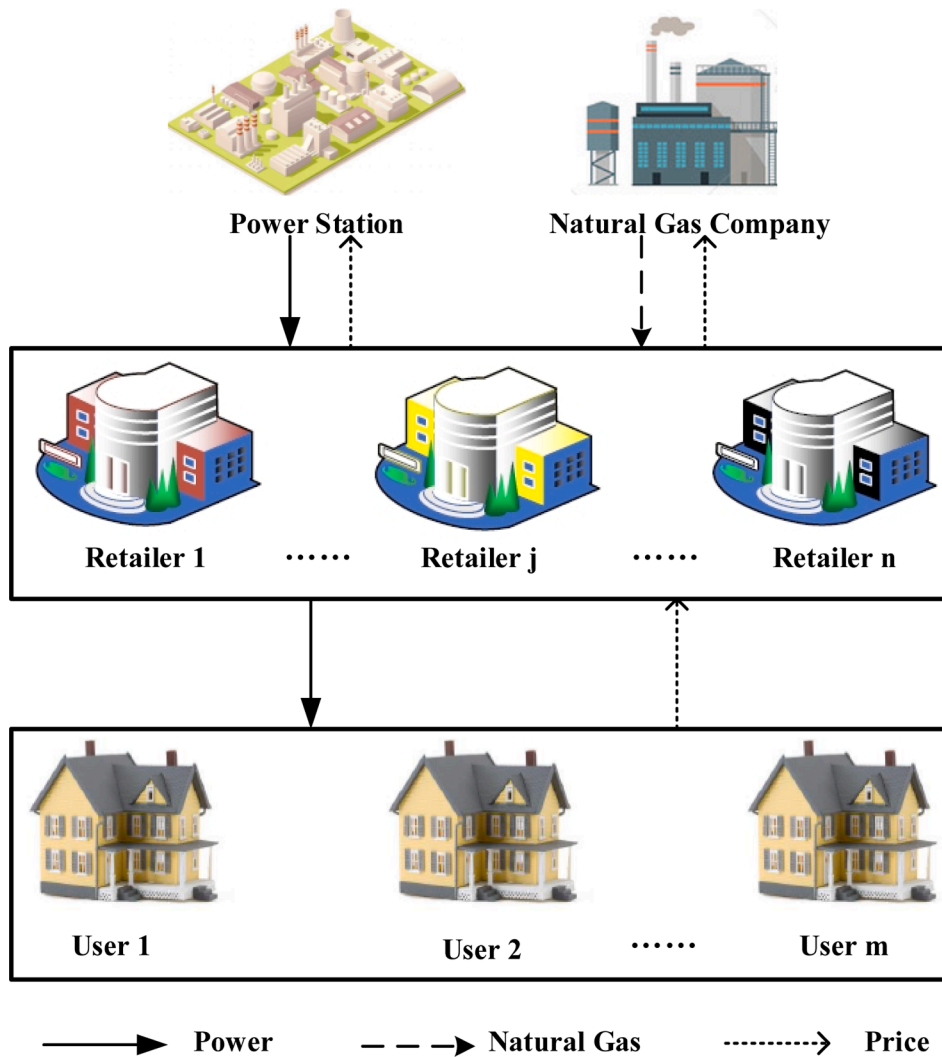 Power Station
Natural Gas Company
Retailer 1 ...... Retailer j ...... Retailer n
User 1 User 2 ...... User m
Power Natural Gas Price